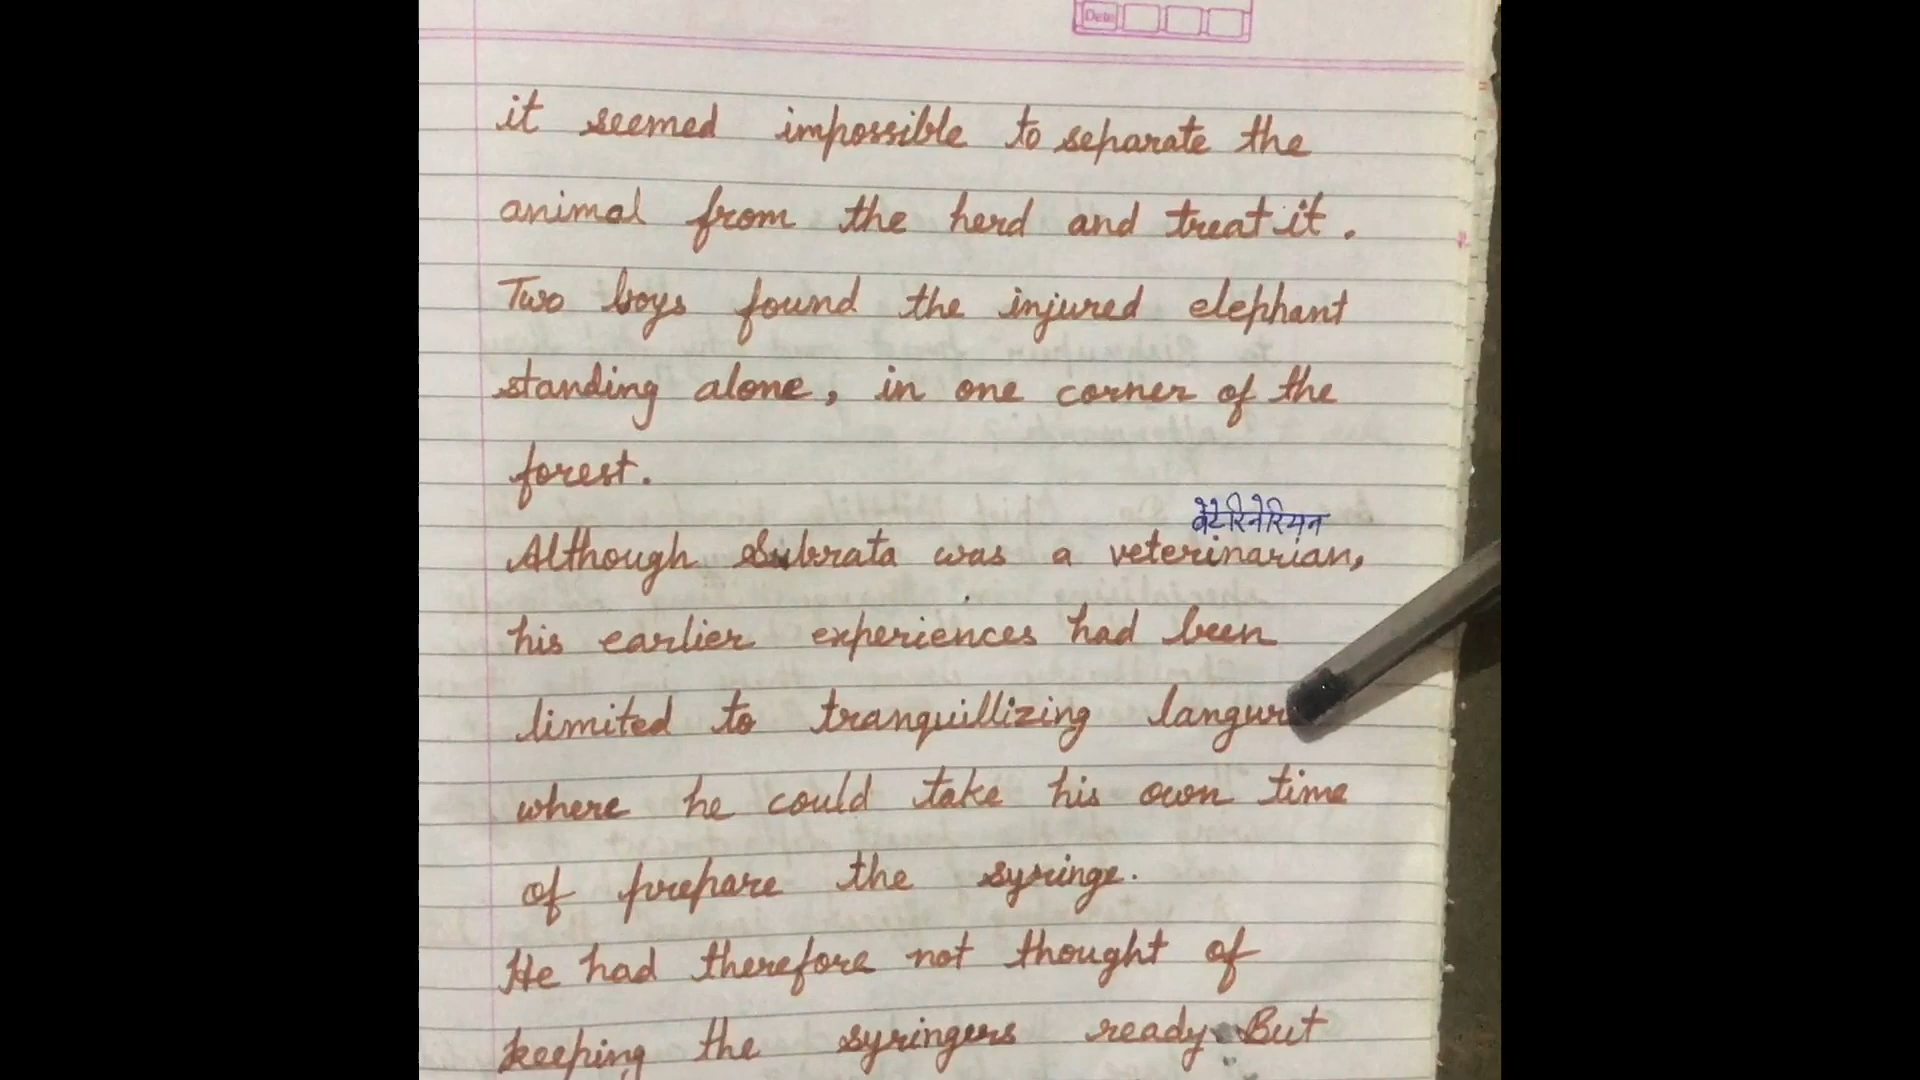 Date
it seemed impossible to separate the
animal from the herd and treat it.
Two boys found the injured elephant
standing alone, in one corner of the
forest.
वेटेरिनेरियन
Although Subrata was a veterinarian,
his earlier experiences had been
limited to tranquillizing langur
where he could take his own time
of prepare the syringe.
He had therefore not thought of
keeping the syringers ready. But